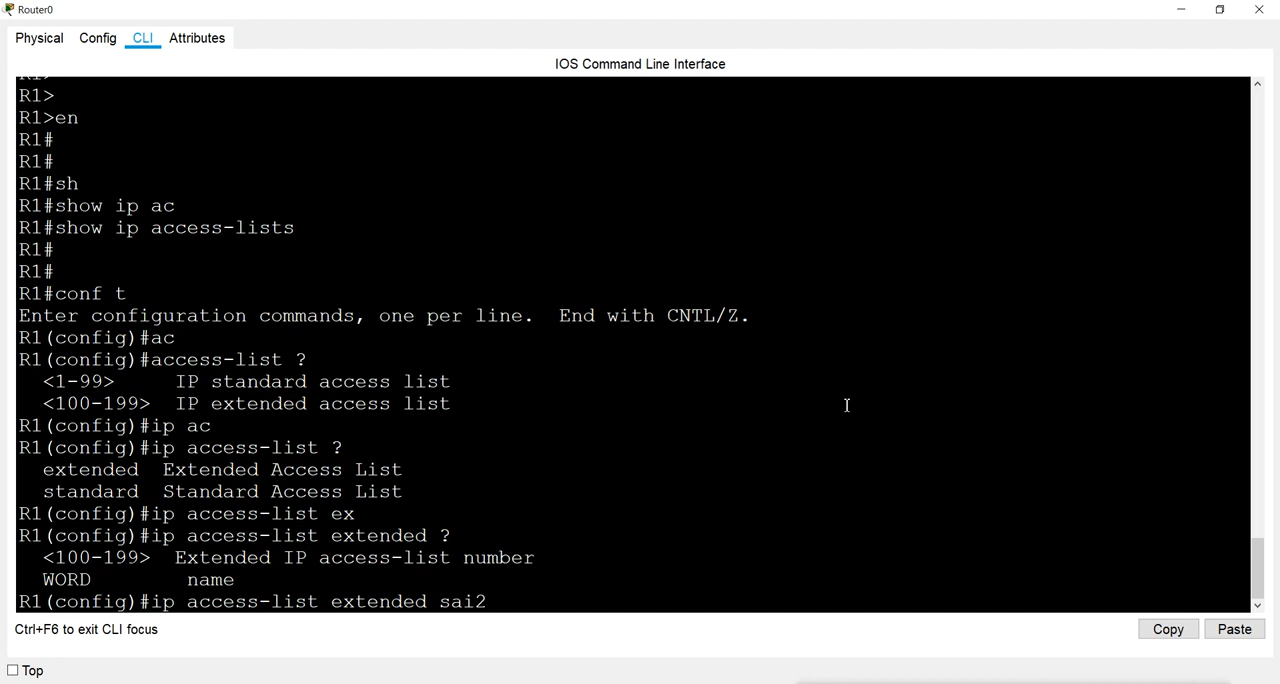 Router0
Physical Config CLI Attributes
IOS Command Line Interface
R1>
R1>
R1>en
R1#
R1#
R1#sh
R1#show ip ac
R1#show ip access-lists
R1#
R1#
R1#conf t
Enter configuration commands, one per line.  End with CNTL/Z.
R1(config)#ac
R1(config)#access-list ?
  <1-99>     IP standard access list
  <100-199>  IP extended access list
R1(config)#ip ac
R1(config)#ip access-list ?
  extended  Extended Access List
  standard  Standard Access List
R1(config)#ip access-list ex
R1(config)#ip access-list extended ?
  <100-199>  Extended IP access-list number
  WORD       name
R1(config)#ip access-list extended sai2
Ctrl+F6 to exit CLI focus
Copy Paste
Top